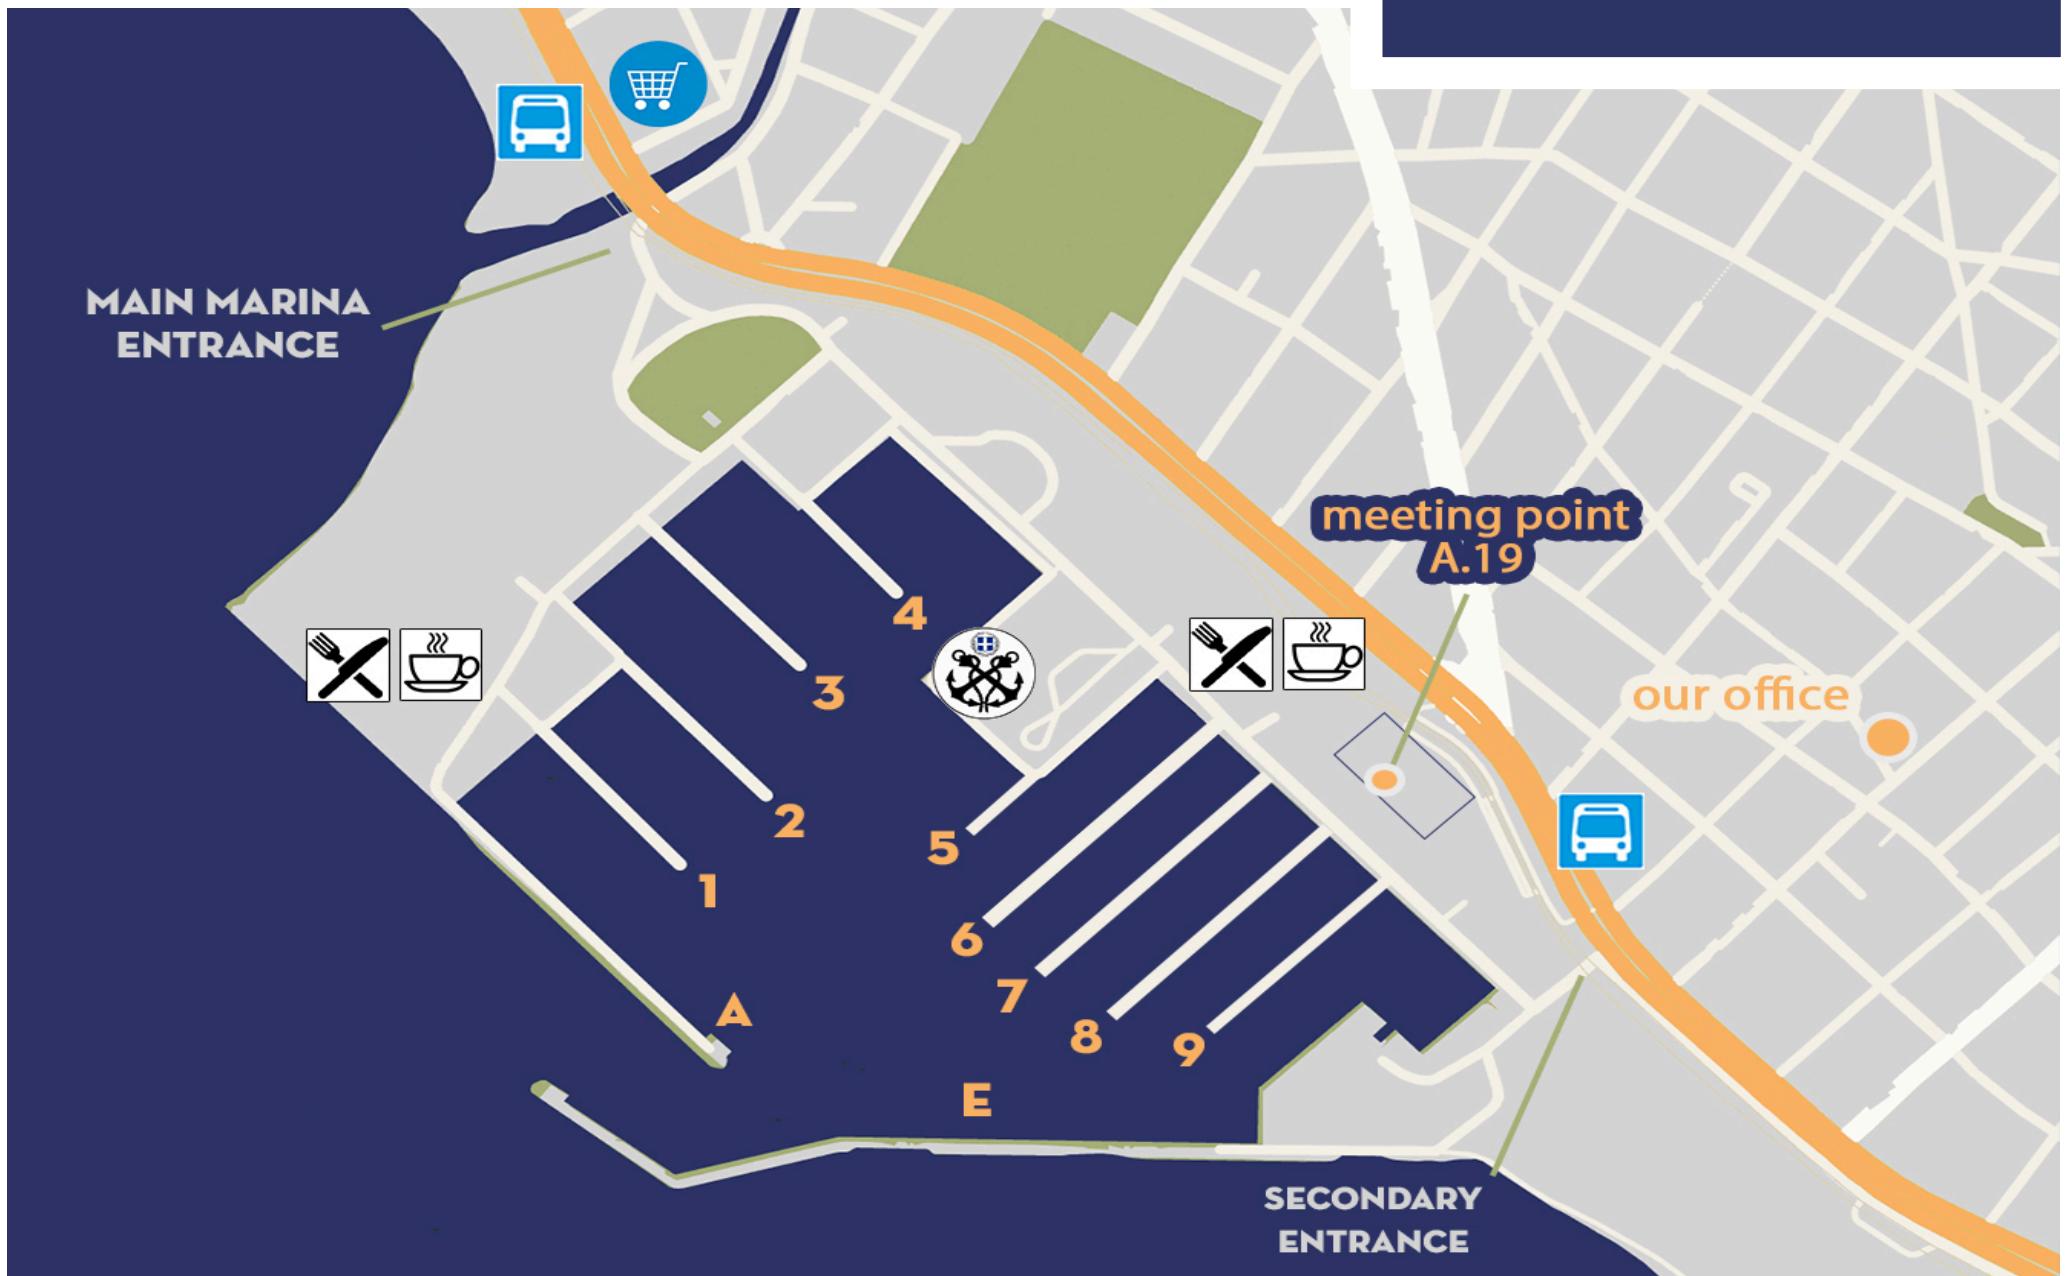 MAIN MARINA
ENTRANCE
meeting point
A.19
4
3
our office
2
5
1
6
7
A
8
9
E
SECONDARY
ENTRANCE